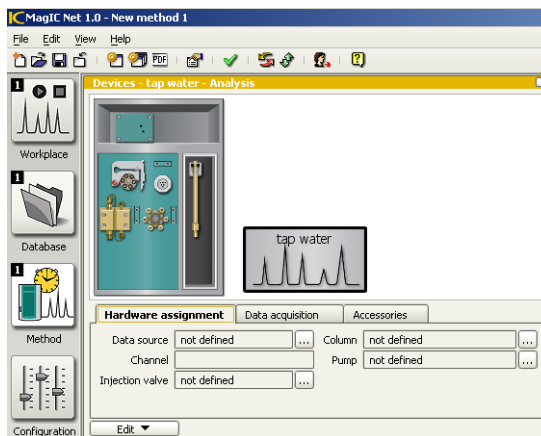 MagIC Net 1.0 - New method 1
File Edit View Help
PDF
Devices - tap water - Analysis
1
Workplace
1
Database
1
Method
Configuration
tap water
Hardware assignment Data acquisition Accessories
Data source not defined ... Column not defined ...
Channel Pump not defined ...
Injection valve not defined ...
Edit